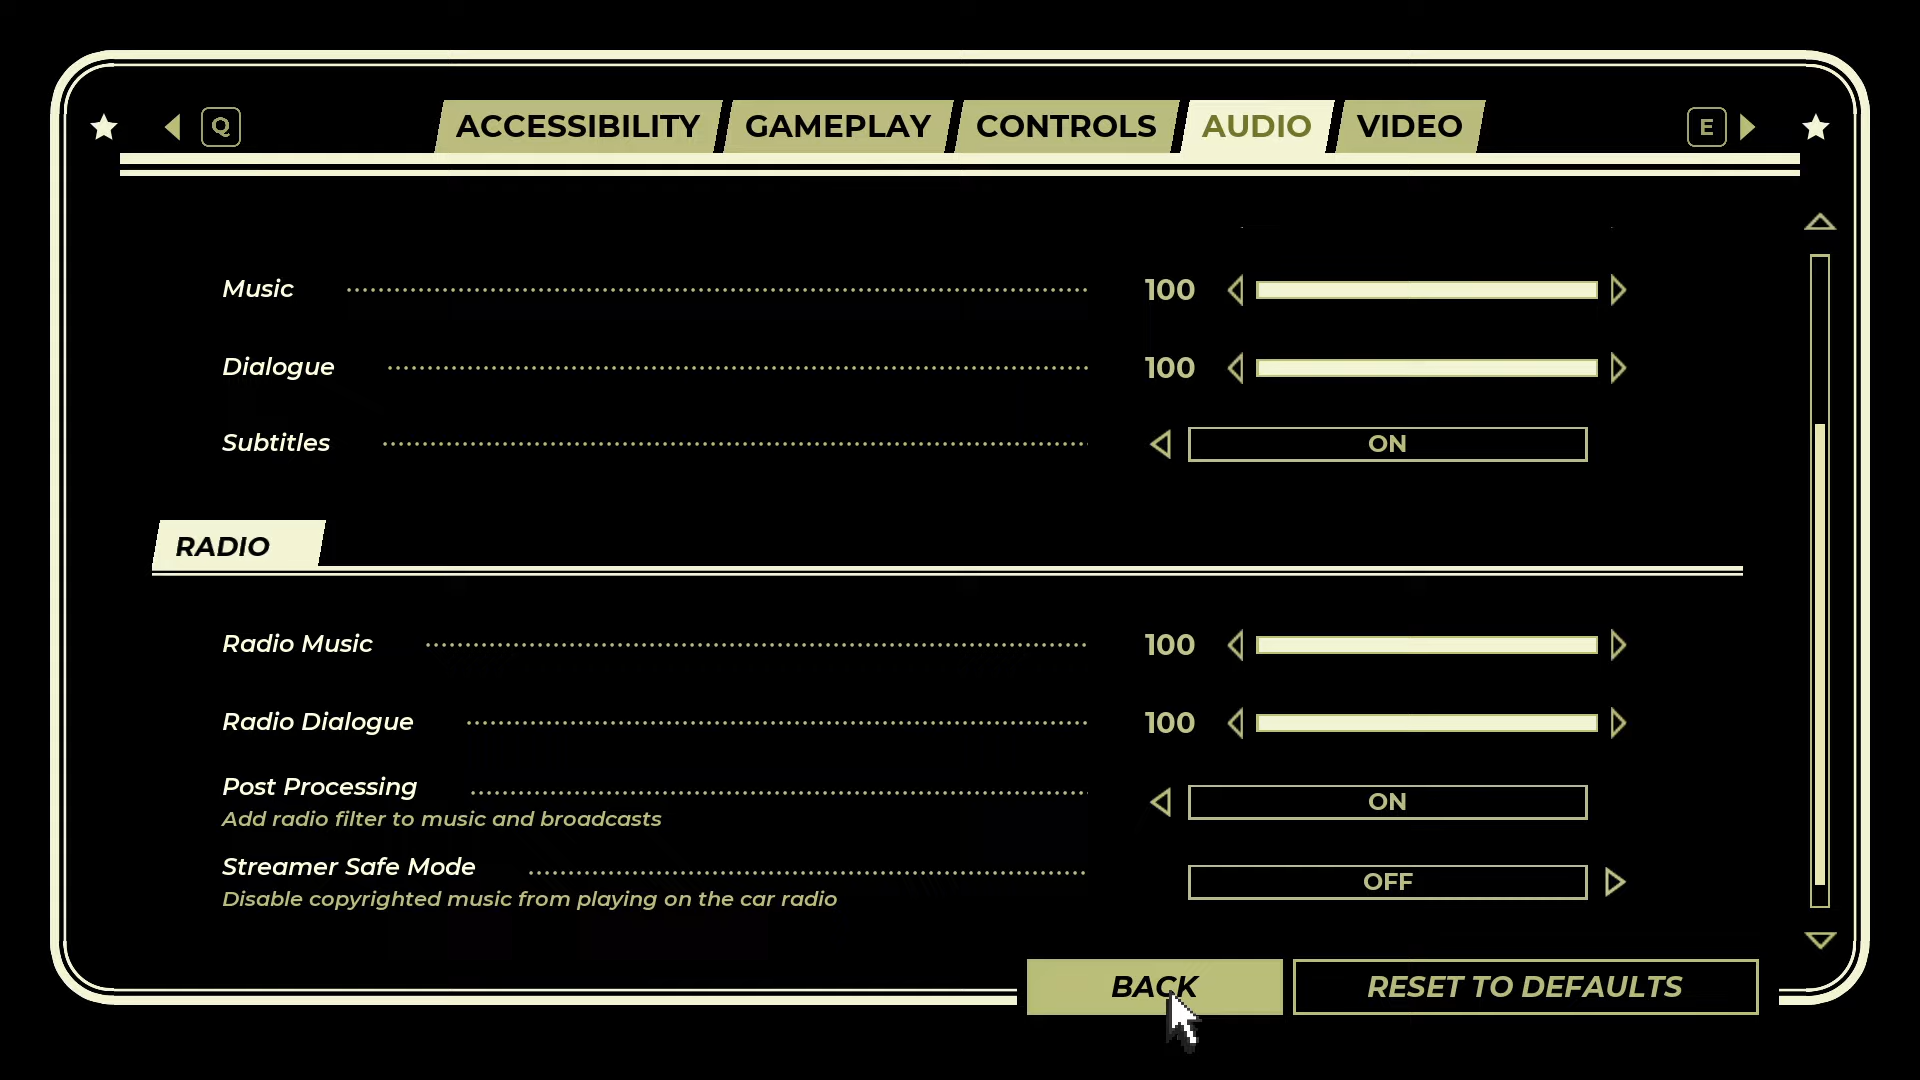 Q ACCESSIBILITY GAMEPLAY CONTROLS AUDIO VIDEO E
Music 100
Dialogue 100
Subtitles ON
RADIO
Radio Music 100
Radio Dialogue 100
Post Processing ON
Add radio filter to music and broadcasts
Streamer Safe Mode OFF
Disable copyrighted music from playing on the car radio
BACK RESET TO DEFAULTS